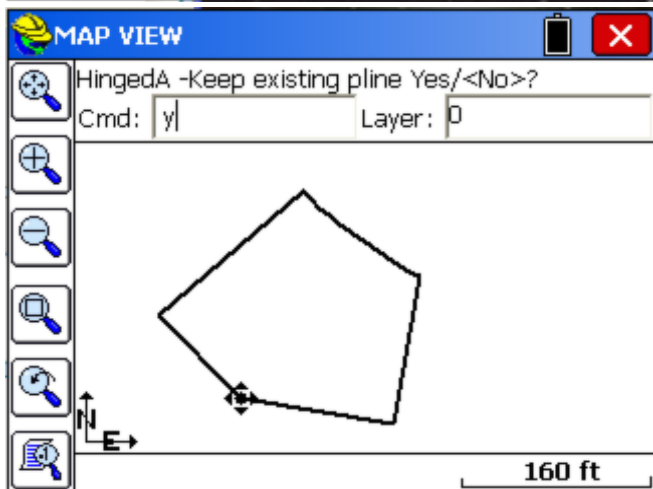 MAP VIEW
HingedA -Keep existing pline Yes/<No>?
Cmd: y Layer: 0
N
E
160 ft